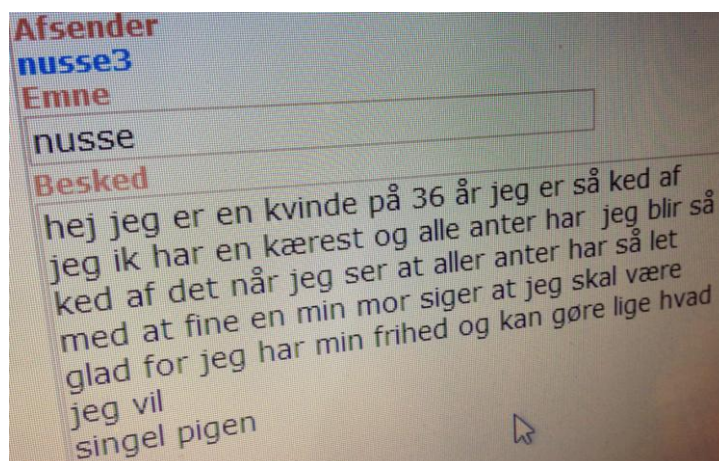 Afsender
nusse3
Emne
nusse
Besked
hej jeg er en kvinde på 36 år jeg er så ked af
jeg ik har en kærest og alle anter har jeg blir så
ked af det når jeg ser at aller anter har så let
med at fine en min mor siger at jeg skal være
glad for jeg har min frihed og kan gøre lige hvad
jeg vil
singel pigen